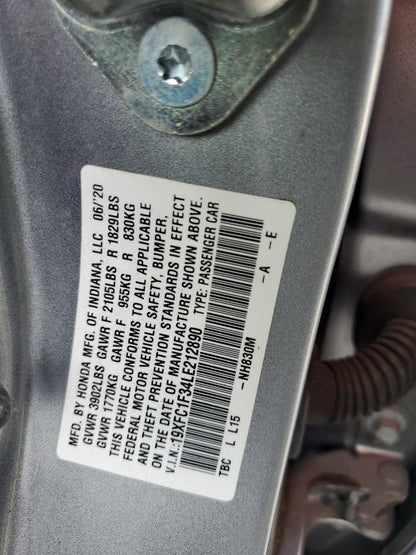 MFD. BY HONDA MFG. OF INDIANA, LLC 06/'20
GVWR 3902LBS GAWR F 2105LBS R 1829LBS
GVWR 1770KG GAWR F 955KG R 830KG
THIS VEHICLE CONFORMS TO ALL APPLICABLE
FEDERAL MOTOR VEHICLE SAFETY, BUMPER,
AND THEFT PREVENTION STANDARDS IN EFFECT
ON THE DATE OF MANUFACTURE SHOWN ABOVE.
V.I.N.:19XFC1F34LE212890 TYPE: PASSENGER CAR
TBC L L15 -NH830M -A -E